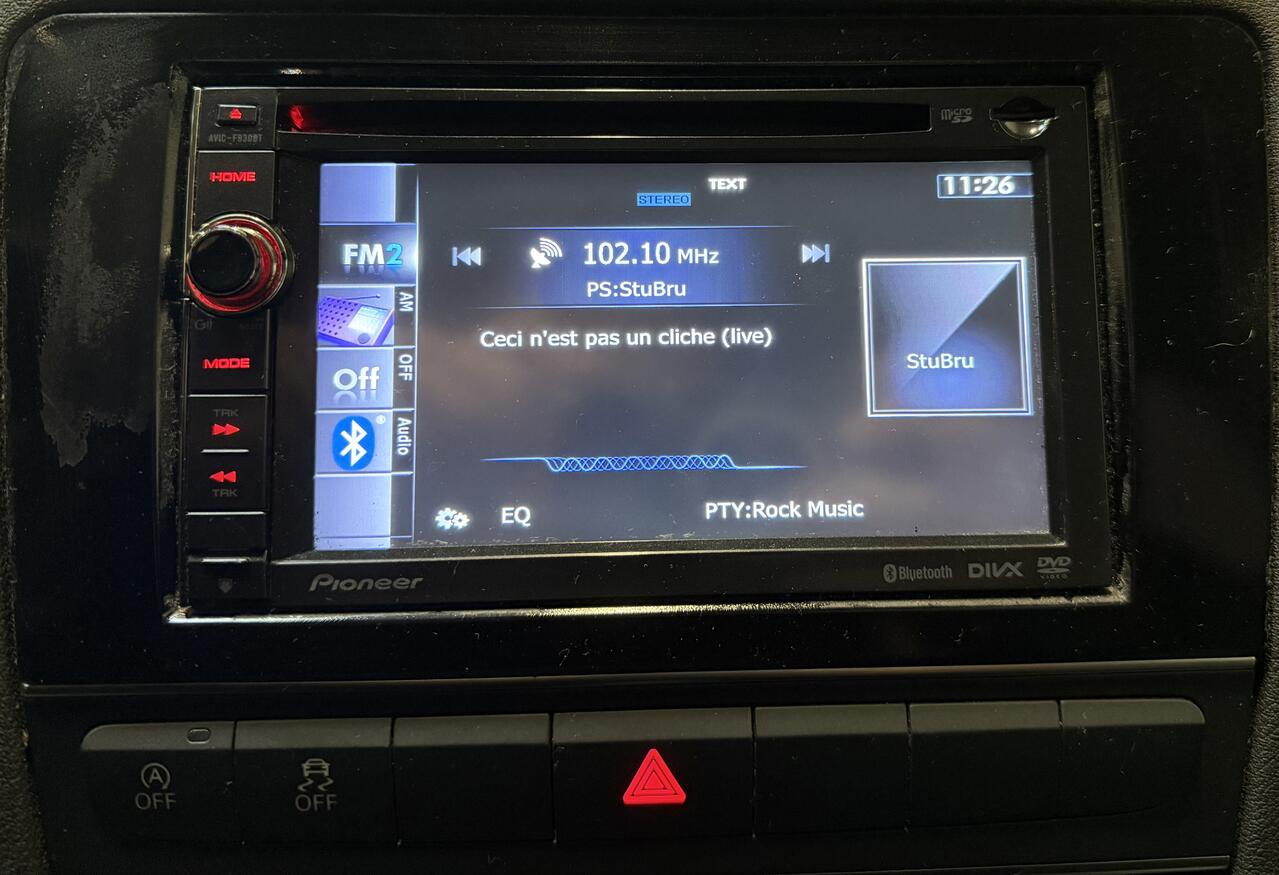 micro SD
AVIC-F930BT
HOME
TEXT
11:26
STEREO
FM2
102.10 MHz
PS:StuBru
AM
Ceci n'est pas un cliche (live)
StuBru
MODE
Off
OFF
TRK
Audio
TRK
EQ
PTY:Rock Music
Pioneer
Bluetooth
DIVX
DVD VIDEO
A
OFF
OFF